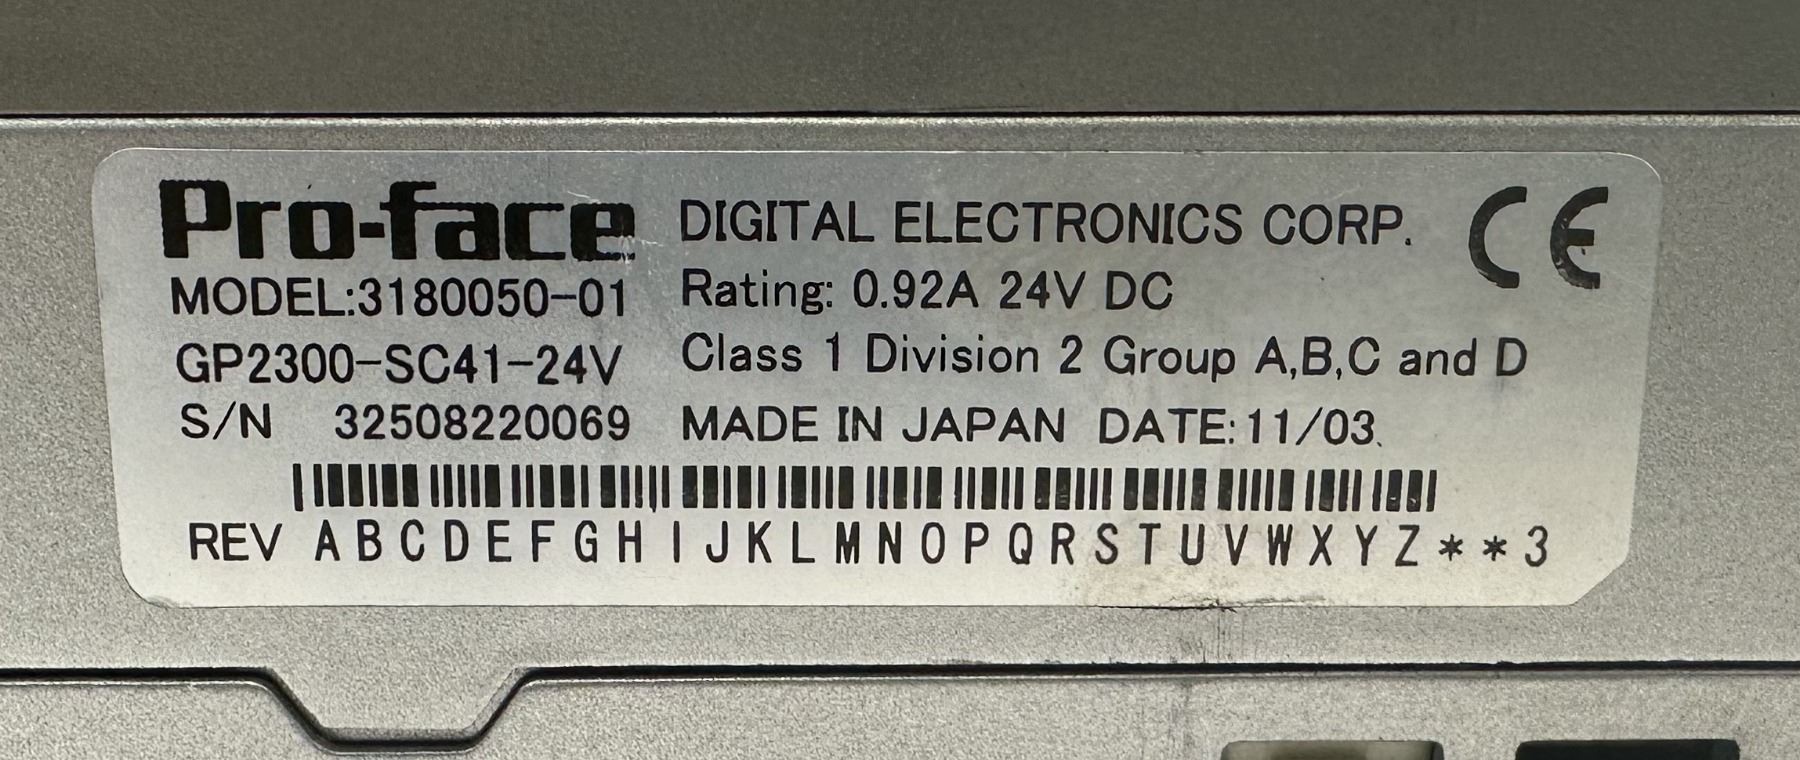 Pro-face DIGITAL ELECTRONICS CORP. CE
MODEL:3180050-01 Rating: 0.92A 24V DC
GP2300-SC41-24V Class 1 Division 2 Group A,B,C and D
S/N 32508220069 MADE IN JAPAN DATE:11/03.
REV A B C D E F G H I J K L M N O P Q R S T U V W X Y Z * * 3